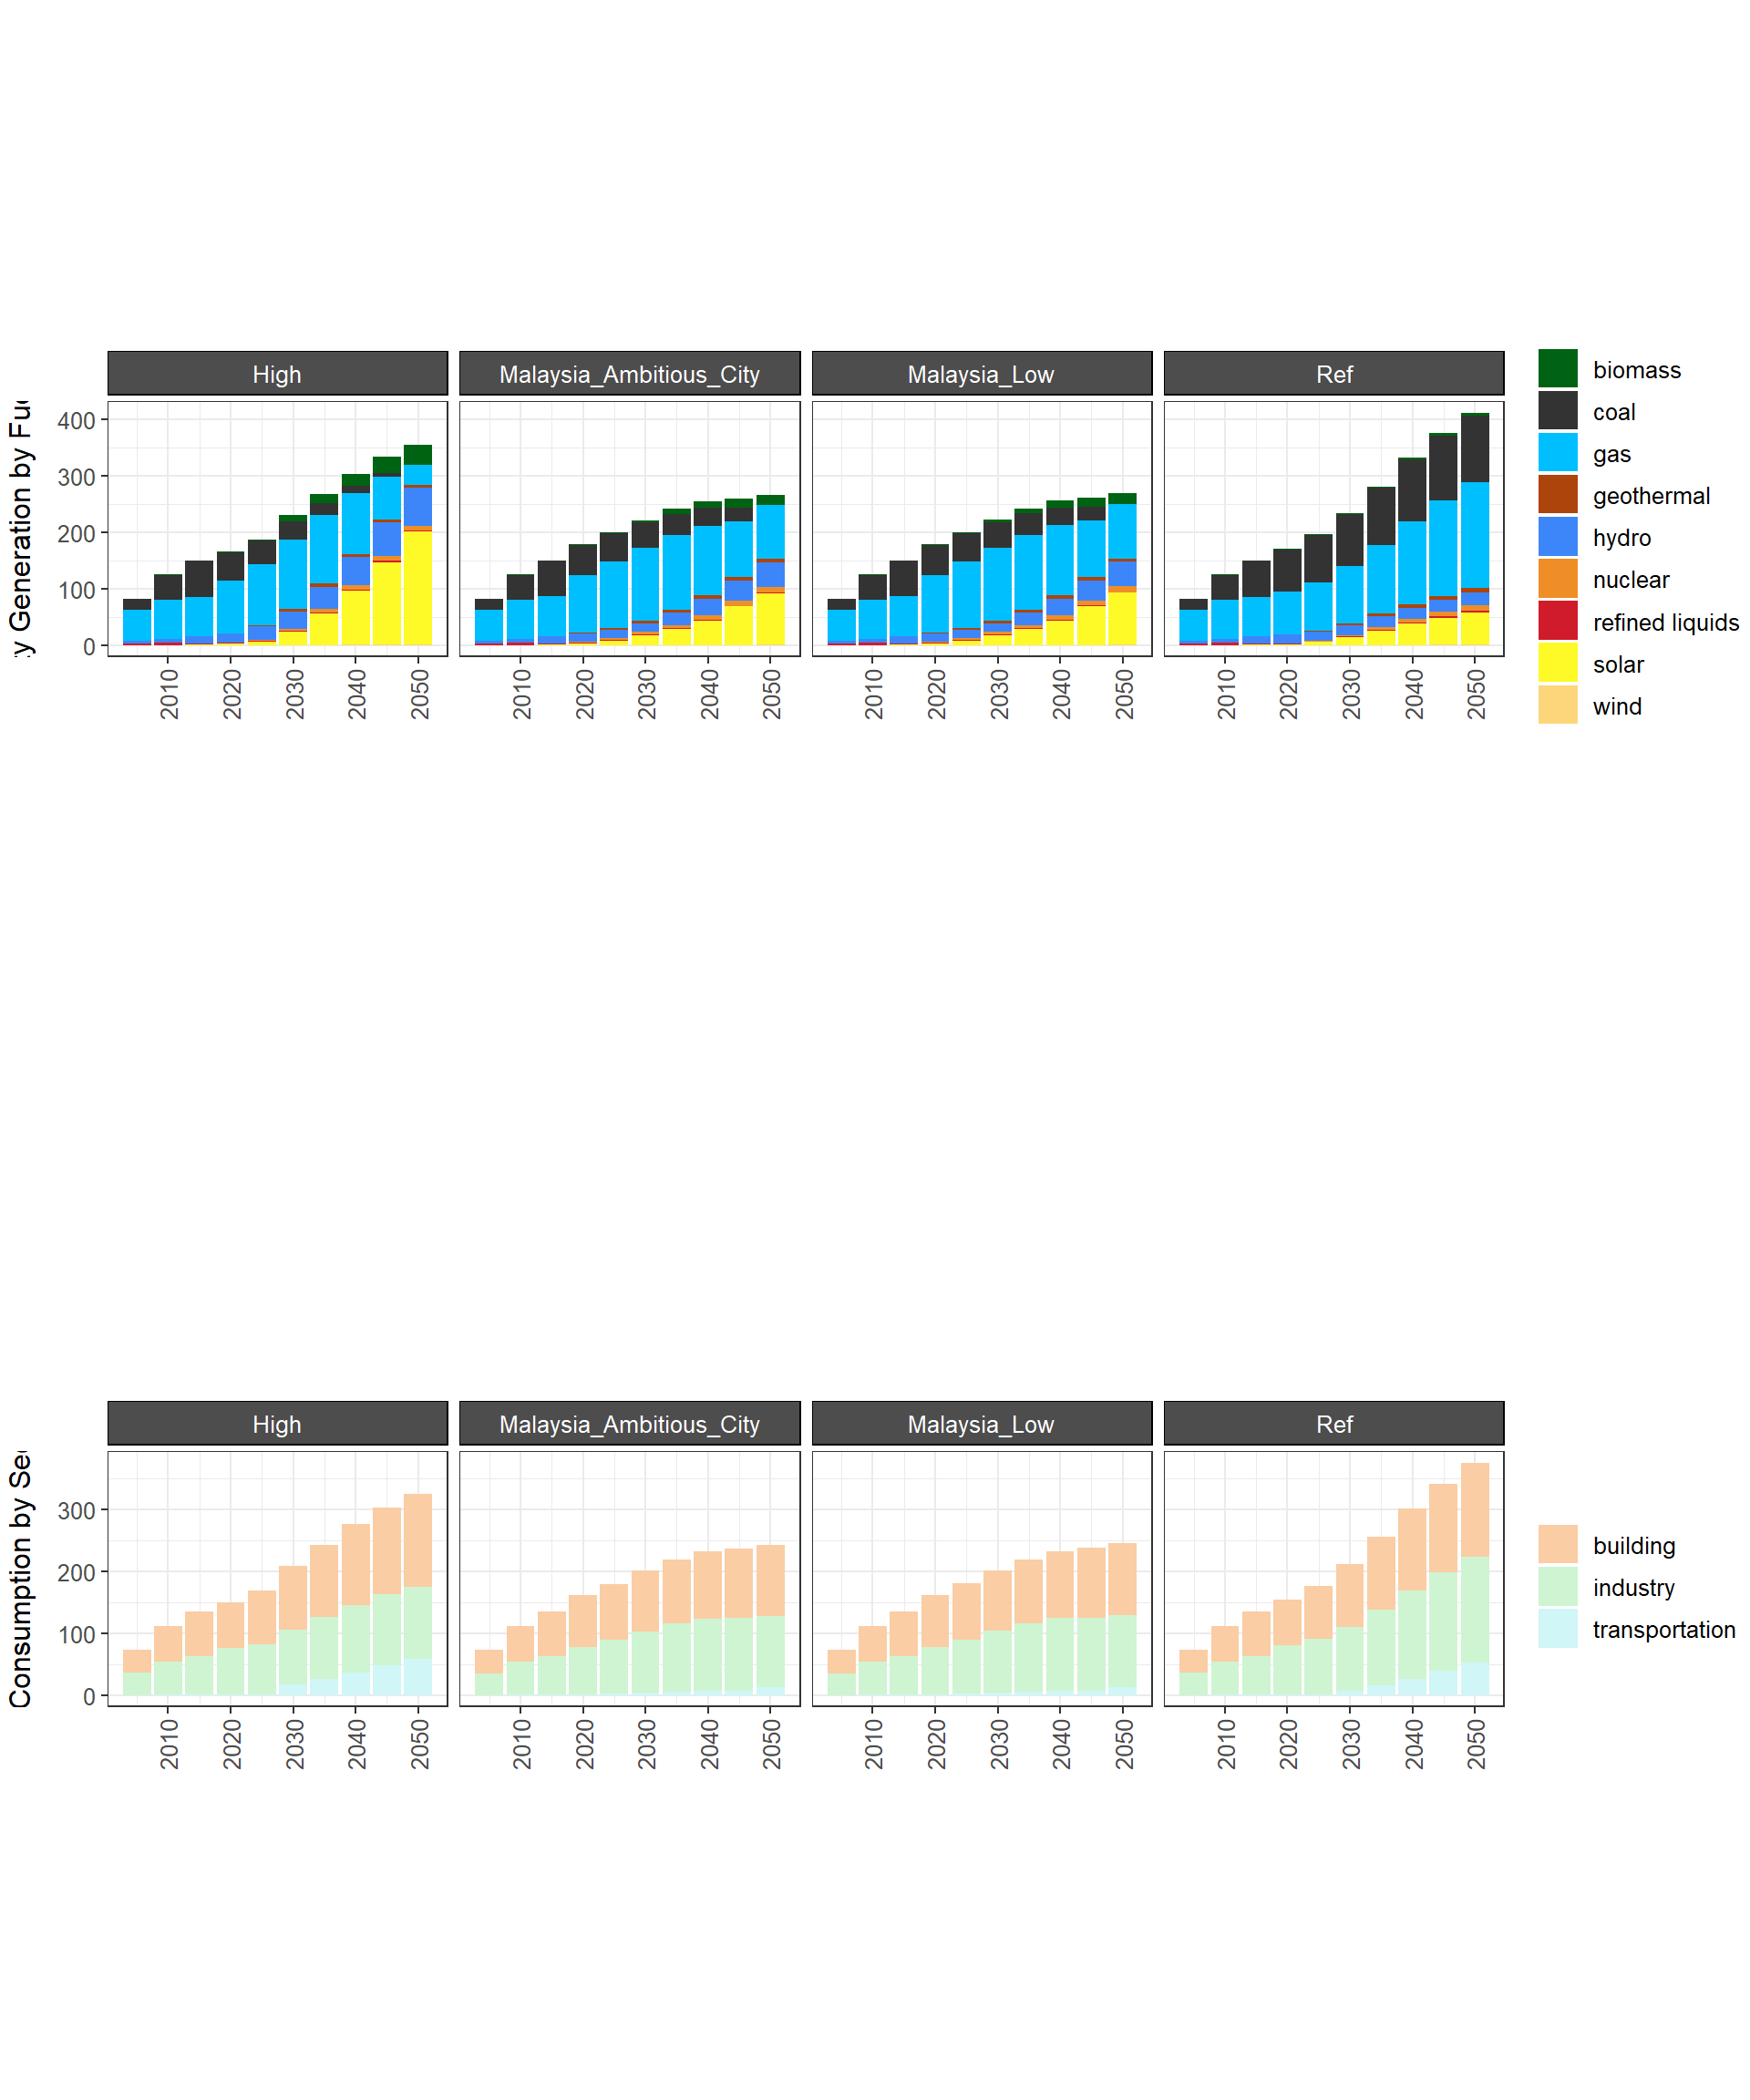 High Malaysia_Ambitious_City Malaysia_Low Ref
Generation by
400
300
200
100
0
2010 2020 2030 2040 2050 2010 2020 2030 2040 2050 2010 2020 2030 2040 2050 2010 2020 2030 2040 2050
biomass
coal
gas
geothermal
hydro
nuclear
refined liquids
solar
wind
High Malaysia_Ambitious_City Malaysia_Low Ref
Consumption by
300
200
100
0
2010 2020 2030 2040 2050 2010 2020 2030 2040 2050 2010 2020 2030 2040 2050 2010 2020 2030 2040 2050
building
industry
transportation